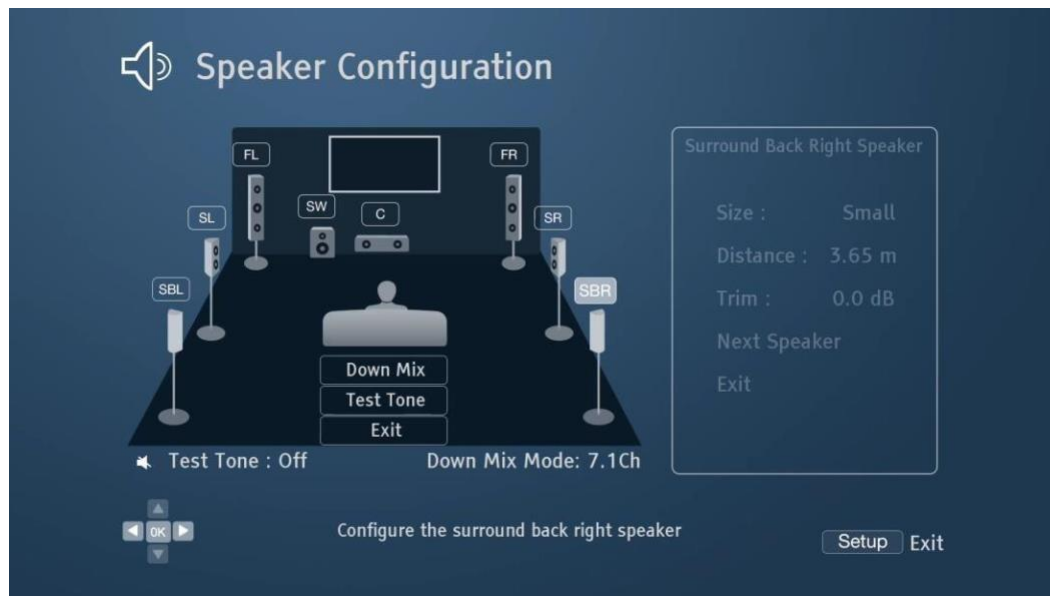 Speaker Configuration
FL
FR
SW
C
SL
SR
SBL
SBR
Down Mix
Test Tone
Exit
Test Tone : Off
Down Mix Mode: 7.1Ch
Surround Back Right Speaker
Size : Small
Distance : 3.65 m
Trim : 0.0 dB
Next Speaker
Exit
OK
Configure the surround back right speaker
Setup Exit